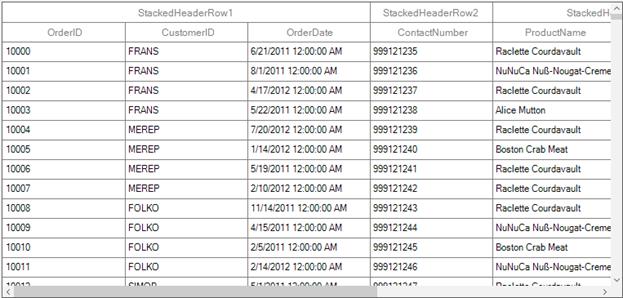 StackedHeaderRow1 StackedHeaderRow2 StackedH
OrderID CustomerID OrderDate ContactNumber ProductName
10000 FRANS 6/21/2011 12:00:00 AM 999121235 Raclette Courdavault
10001 FRANS 8/1/2011 12:00:00 AM 999121236 NuNuCa Nuß-Nougat-Creme
10002 FRANS 4/17/2012 12:00:00 AM 999121237 Raclette Courdavault
10003 FRANS 5/22/2011 12:00:00 AM 999121238 Alice Mutton
10004 MEREP 7/20/2012 12:00:00 AM 999121239 Raclette Courdavault
10005 MEREP 1/14/2012 12:00:00 AM 999121240 Boston Crab Meat
10006 MEREP 5/19/2011 12:00:00 AM 999121241 Raclette Courdavault
10007 MEREP 2/10/2012 12:00:00 AM 999121242 Raclette Courdavault
10008 FOLKO 11/14/2011 12:00:00 AM 999121243 Raclette Courdavault
10009 FOLKO 4/15/2011 12:00:00 AM 999121244 NuNuCa Nuß-Nougat-Creme
10010 FOLKO 2/5/2011 12:00:00 AM 999121245 Boston Crab Meat
10011 FOLKO 2/14/2012 12:00:00 AM 999121246 NuNuCa Nuß-Nougat-Creme